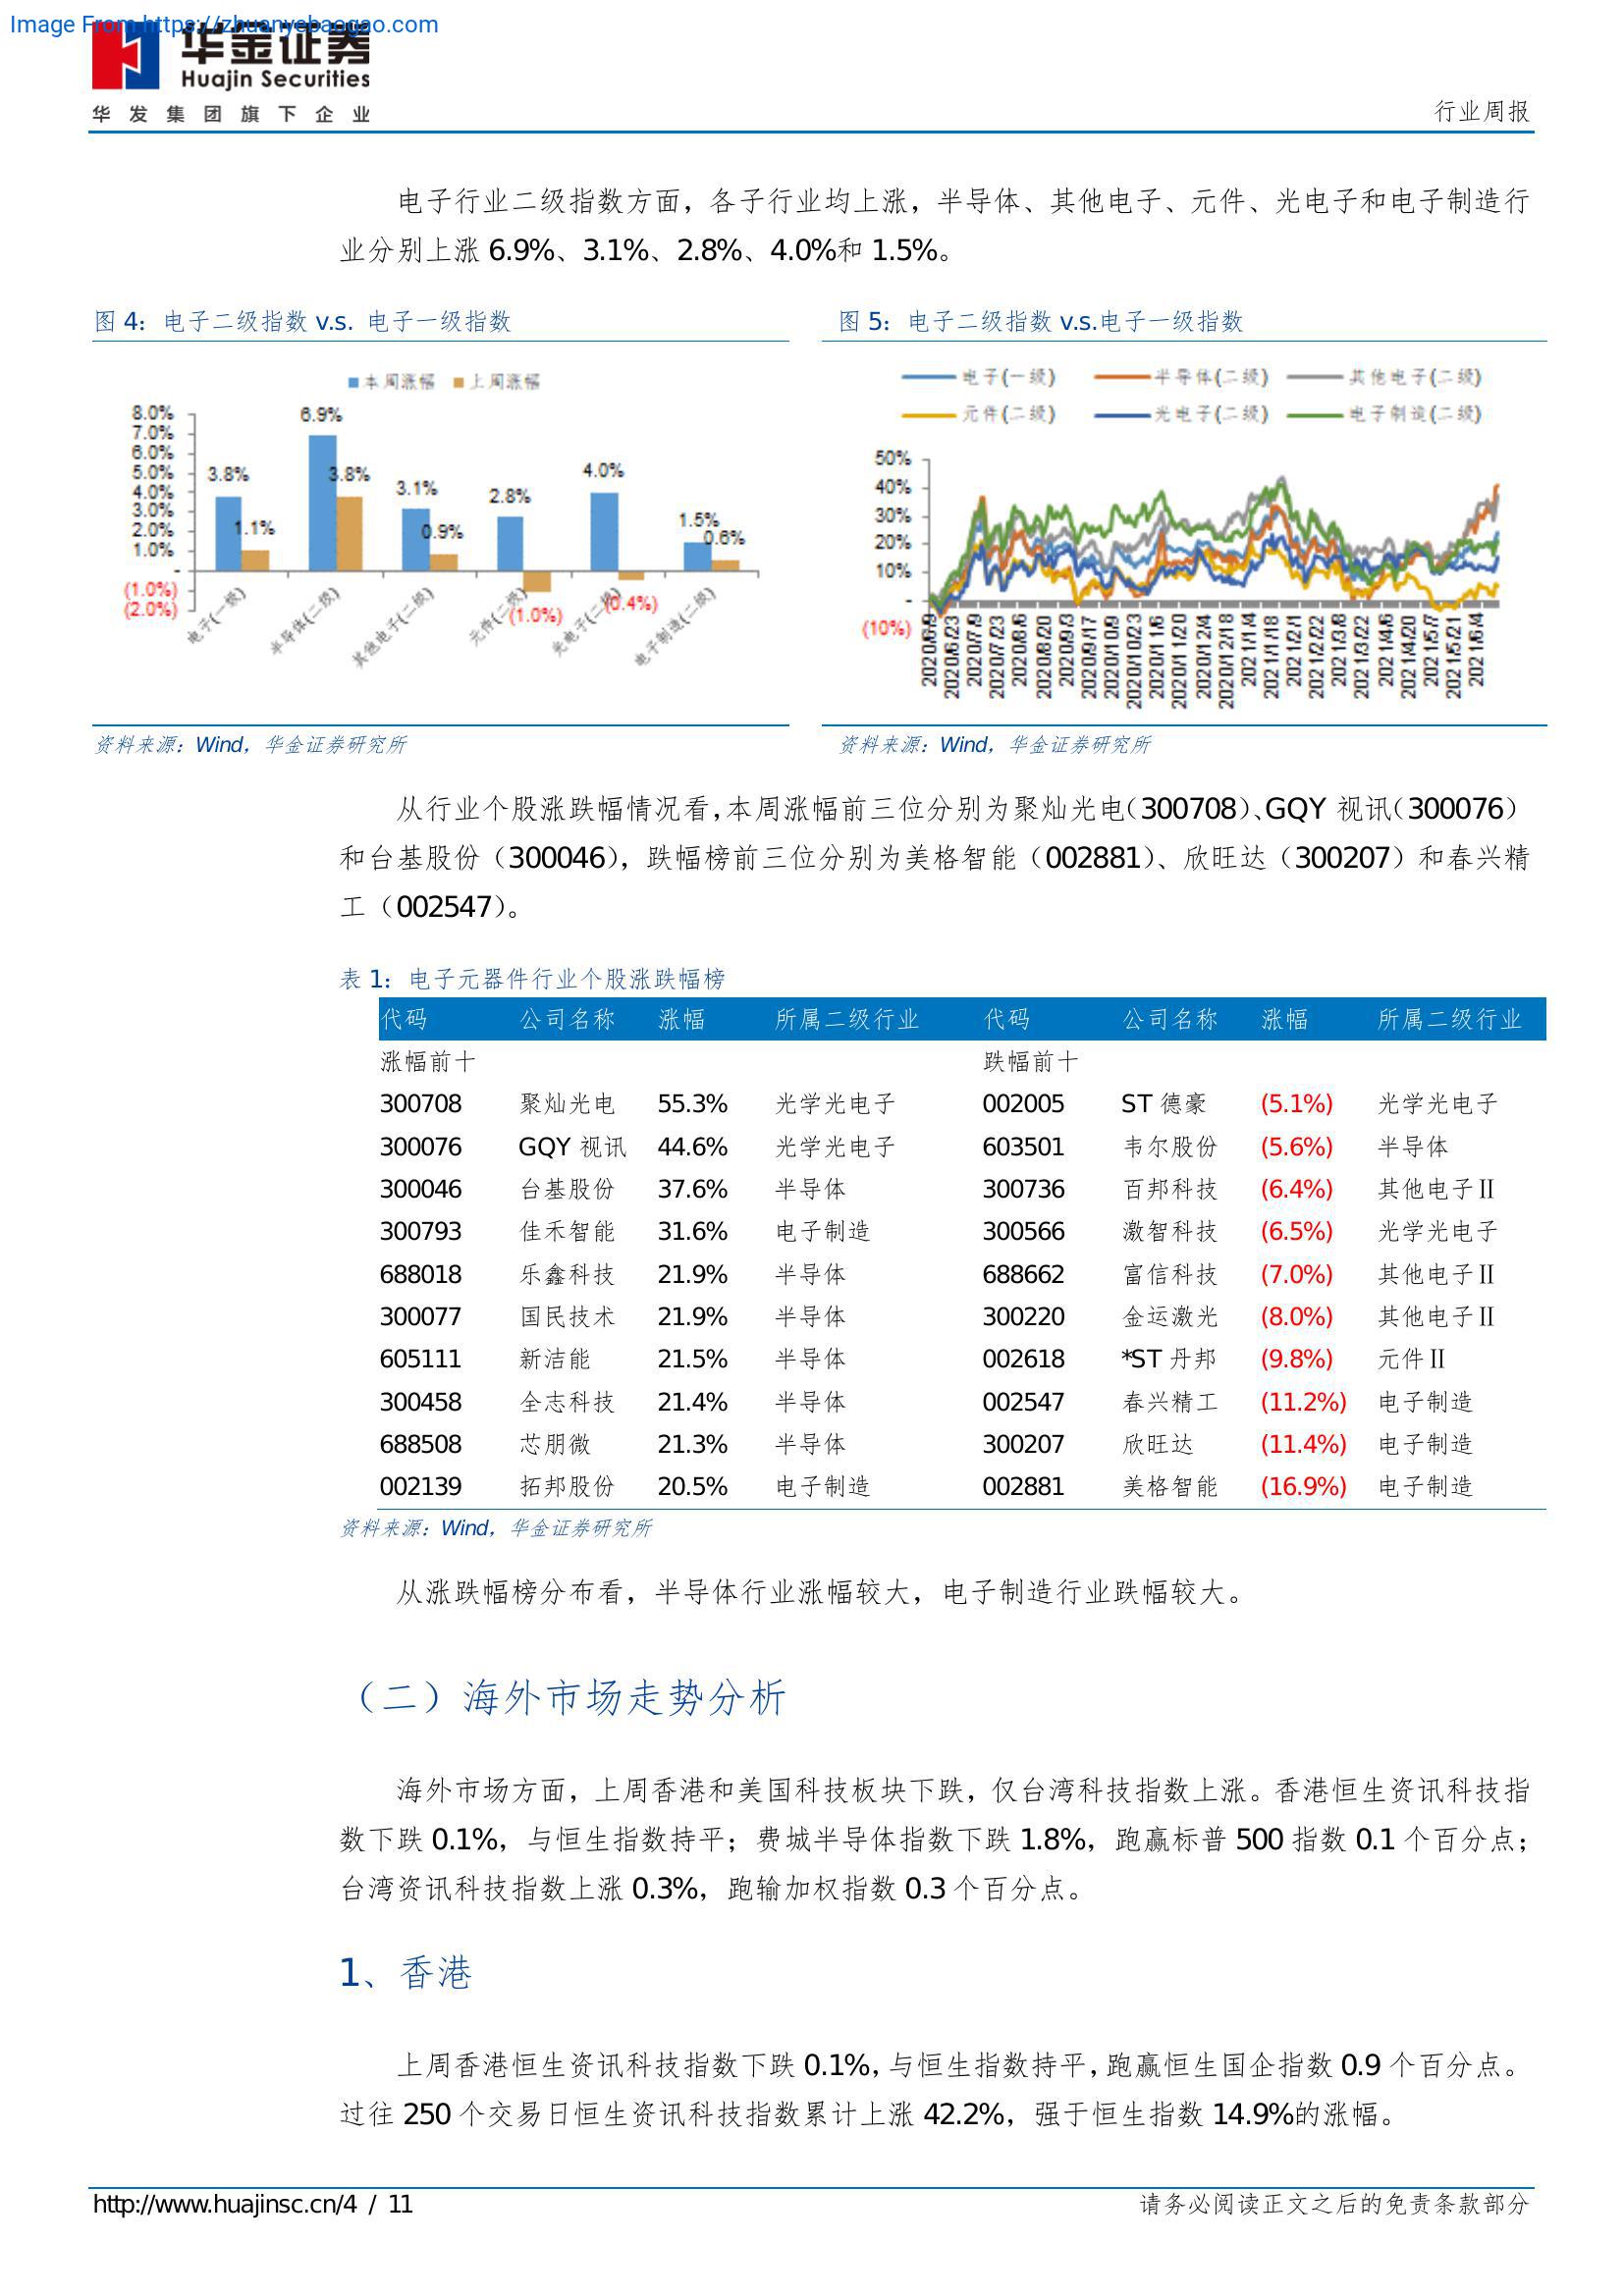 Image From https://zhuanyebaogao.com
华金证券
Huajin Securities
华发集团旗下企业
行业周报
电子行业二级指数方面，各子行业均上涨，半导体、其他电子、元件、光电子和电子制造行
业分别上涨 6.9%、3.1%、2.8%、4.0%和 1.5%。
图 4：电子二级指数 v.s. 电子一级指数
本周涨幅 上周涨幅
8.0%
7.0%
6.0%
5.0%
4.0%
3.0%
2.0%
1.0%
-
(1.0%)
(2.0%)
3.8% 1.1%
6.9% 3.8%
3.1% 0.9%
2.8% (1.0%)
4.0% (0.4%)
1.5% 0.6%
电子(一级) 半导体(二级) 其他电子(二级) 元件(二级) 光电子(二级) 电子制造(二级)
资料来源：Wind，华金证券研究所
图 5：电子二级指数 v.s.电子一级指数
电子(一级) 半导体(二级) 其他电子(二级)
元件(二级) 光电子(二级) 电子制造(二级)
50%
40%
30%
20%
10%
-
(10%)
2020/6/9 2020/6/23 2020/7/9 2020/7/23 2020/8/6 2020/8/20 2020/9/3 2020/9/17 2020/10/9 2020/10/23 2020/11/6 2020/11/20 2020/12/4 2020/12/18 2021/1/4 2021/1/18 2021/2/1 2021/2/22 2021/3/8 2021/3/22 2021/4/6 2021/4/20 2021/5/7 2021/5/21 2021/6/4
资料来源：Wind，华金证券研究所
从行业个股涨跌幅情况看，本周涨幅前三位分别为聚灿光电（300708）、GQY 视讯（300076）
和台基股份（300046），跌幅榜前三位分别为美格智能（002881）、欣旺达（300207）和春兴精
工（002547）。
表 1：电子元器件行业个股涨跌幅榜
代码 公司名称 涨幅 所属二级行业 代码 公司名称 涨幅 所属二级行业
涨幅前十 跌幅前十
300708 聚灿光电 55.3% 光学光电子 002005 ST 德豪 (5.1%) 光学光电子
300076 GQY 视讯 44.6% 光学光电子 603501 韦尔股份 (5.6%) 半导体
300046 台基股份 37.6% 半导体 300736 百邦科技 (6.4%) 其他电子Ⅱ
300793 佳禾智能 31.6% 电子制造 300566 激智科技 (6.5%) 光学光电子
688018 乐鑫科技 21.9% 半导体 688662 富信科技 (7.0%) 其他电子Ⅱ
300077 国民技术 21.9% 半导体 300220 金运激光 (8.0%) 其他电子Ⅱ
605111 新洁能 21.5% 半导体 002618 *ST 丹邦 (9.8%) 元件Ⅱ
300458 全志科技 21.4% 半导体 002547 春兴精工 (11.2%) 电子制造
688508 芯朋微 21.3% 半导体 300207 欣旺达 (11.4%) 电子制造
002139 拓邦股份 20.5% 电子制造 002881 美格智能 (16.9%) 电子制造
资料来源：Wind，华金证券研究所
从涨跌幅榜分布看，半导体行业涨幅较大，电子制造行业跌幅较大。
（二）海外市场走势分析
海外市场方面，上周香港和美国科技板块下跌，仅台湾科技指数上涨。香港恒生资讯科技指
数下跌 0.1%，与恒生指数持平；费城半导体指数下跌 1.8%，跑赢标普 500 指数 0.1 个百分点；
台湾资讯科技指数上涨 0.3%，跑输加权指数 0.3 个百分点。
1、香港
上周香港恒生资讯科技指数下跌 0.1%，与恒生指数持平，跑赢恒生国企指数 0.9 个百分点。
过往 250 个交易日恒生资讯科技指数累计上涨 42.2%，强于恒生指数 14.9%的涨幅。
http://www.huajinsc.cn/4 / 11
请务必阅读正文之后的免责条款部分